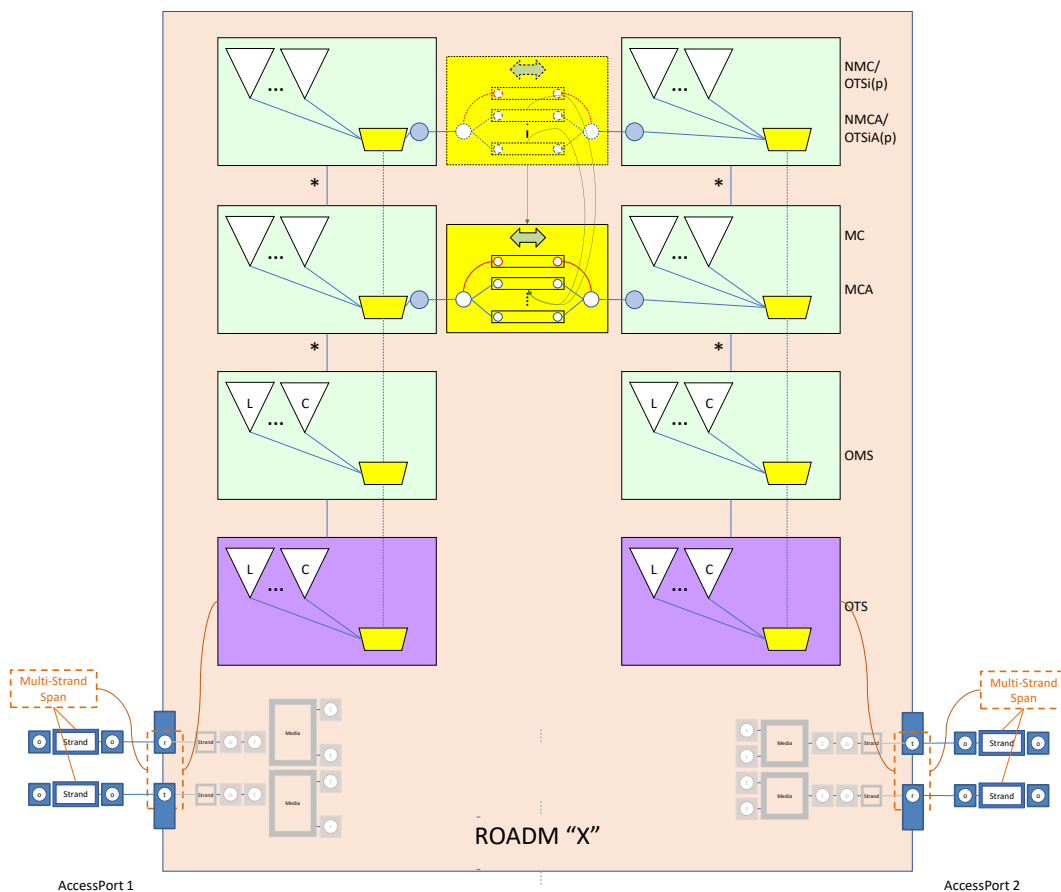 ... ... NMC/
OTSi(p)
NMCA/
OTSiA(p)
* *
... ... MC
MCA
* *
L ... C L ... C
OMS
L ... C L ... C
OTS
Multi-Strand
Span
Multi-Strand
Span
o Strand o r Strand o r Media t t
r r Media t o Strand t o Strand o
o Strand o t Strand o t Media t r
t t Media r o Strand r o Strand o
ROADM “X”
AccessPort 1 AccessPort 2